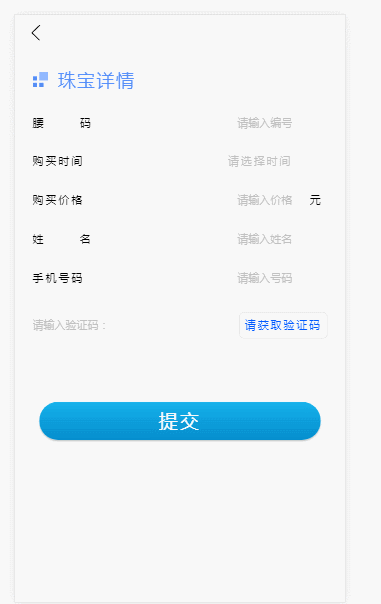 珠宝详情
腰 码 请输入编号
购买时间 请选择时间
购买价格 请输入价格 元
姓 名 请输入姓名
手机号码 请输入号码
请输入验证码： 请获取验证码
提交